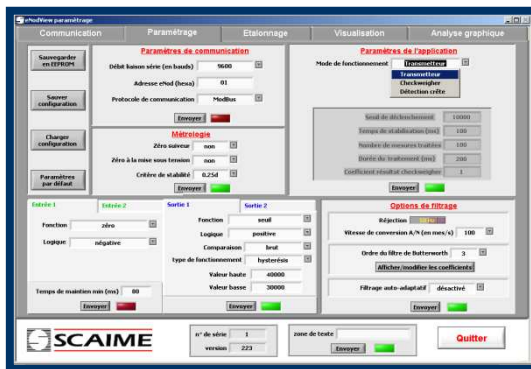 eNodView paramétrage
Communication Paramétrage Etalonnage Visualisation Analyse graphique
Sauvegarder en EEPROM
Sauver configuration
Charger configuration
Paramètres par défaut
Paramètres de communication
Débit liaison série (en bauds) 9600
Adresse eNod (hexa) 01
Protocole de communication ModBus
Envoyer
Métrologie
Zéro suiveur non
Zéro à la mise sous tension non
Critère de stabilité 0.25d
Envoyer
Paramètres de l'application
Mode de fonctionnement Transmetteur
Transmetteur
Checkweigher
Détection crête
Seuil de déclenchement 10000
Temps de stabilisation (ms) 100
Nombre de mesures traitées 100
Durée du traitement (ms) 200
Coefficient résultat checkweigher 1
Envoyer
Entrée 1 Entrée 2
Fonction zéro
Logique négative
Temps de maintien min (ms) 00
Envoyer
Sortie 1 Sortie 2
Fonction seuil
Logique positive
Comparaison brut
type de fonctionnement hystérésis
Valeur haute 40000
Valeur basse 30000
Envoyer
Options de filtrage
Réjection
Vitesse de conversion A/N (en mes/s) 100
Ordre du filtre de Butterworth 3
Afficher/modifier les coefficients
Filtrage auto-adaptatif désactivé
Envoyer
SCAIME
n° de série 1
version 223
zone de texte
Envoyer
Quitter